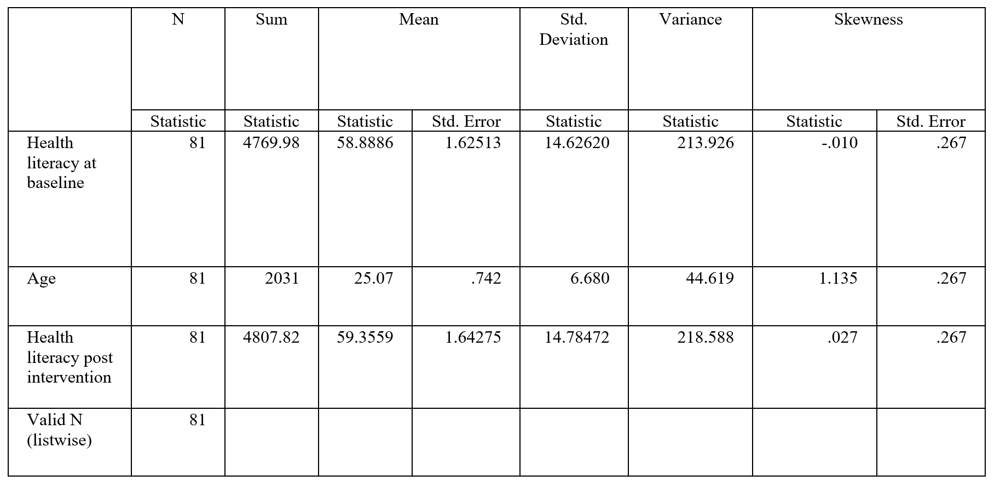 N Sum Mean Std. Deviation Variance Skewness
Statistic Statistic Statistic Std. Error Statistic Statistic Statistic Std. Error
Health literacy at baseline 81 4769.98 58.8886 1.62513 14.62620 213.926 -.010 .267
Age 81 2031 25.07 .742 6.680 44.619 1.135 .267
Health literacy post intervention 81 4807.82 59.3559 1.64275 14.78472 218.588 .027 .267
Valid N (listwise) 81